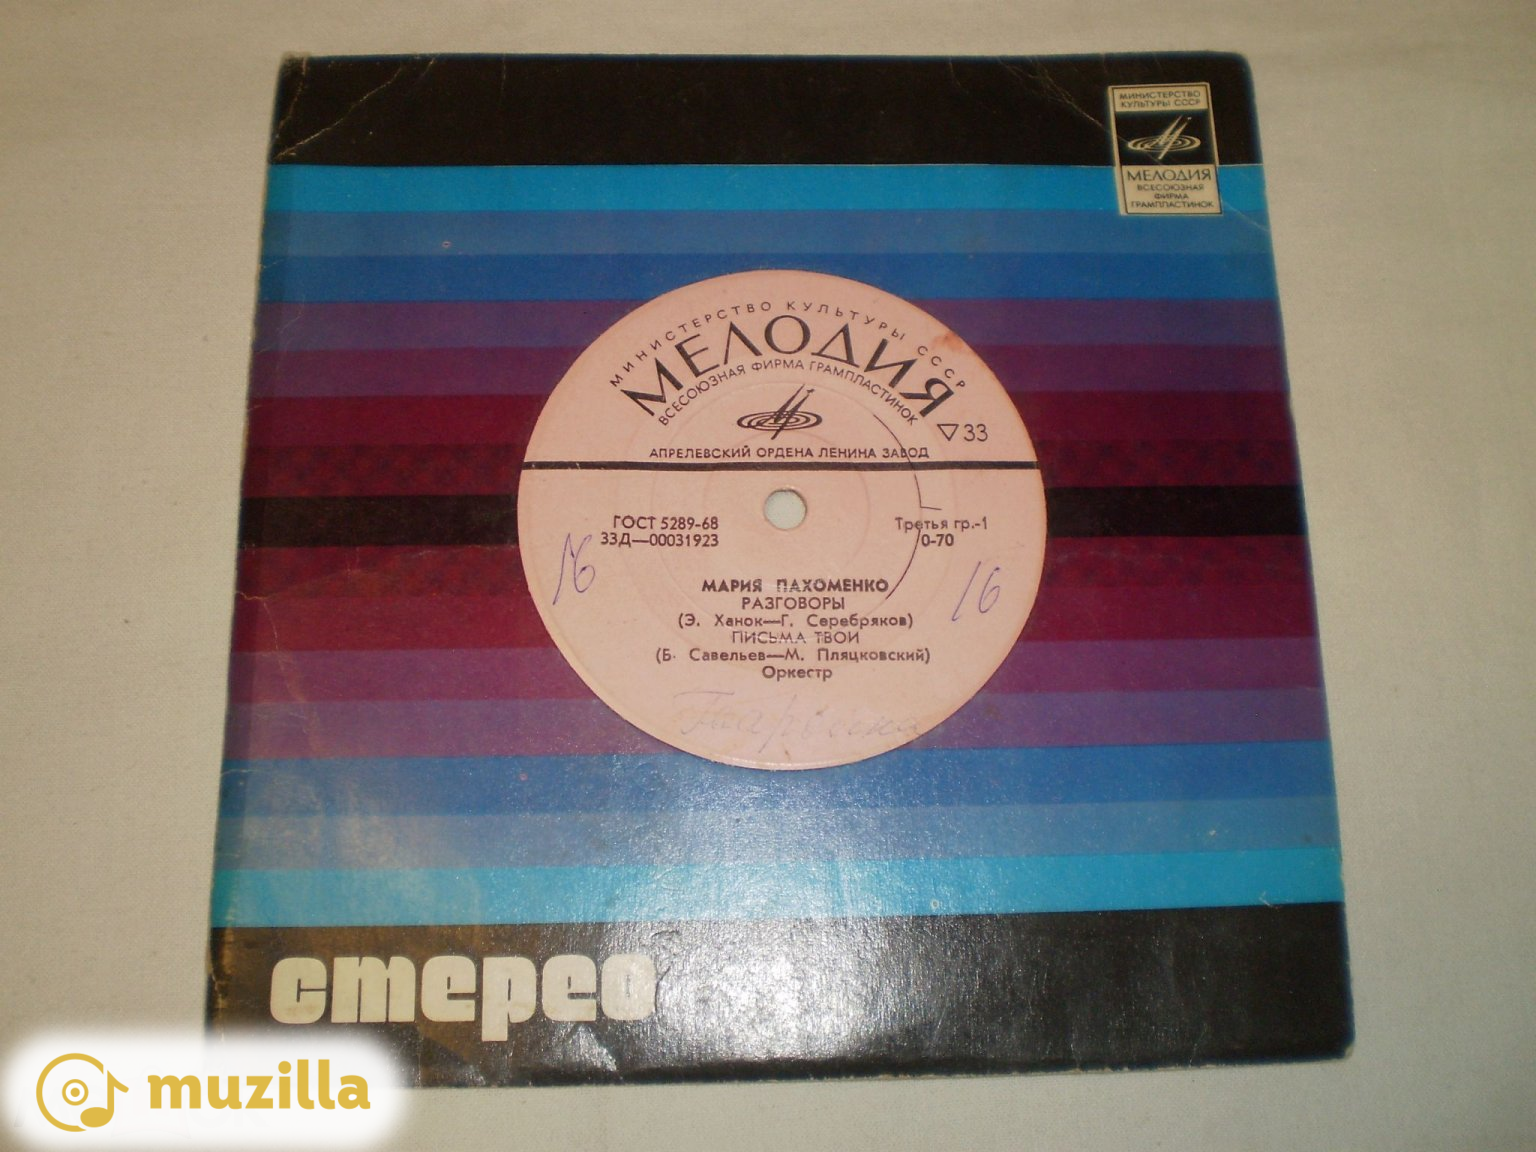 МИНИСТЕРСТВО
КУЛЬТУРЫ СССР
МЕЛОДИЯ
ВСЕСОЮЗНАЯ
ФИРМА
ГРАМПЛАСТИНОК
МИНИСТЕРСТВО КУЛЬТУРЫ СССР
МЕЛОДИЯ
ВСЕСОЮЗНАЯ ФИРМА ГРАМПЛАСТИНОК
33
АПРЕЛЕВСКИЙ ОРДЕНА ЛЕНИНА ЗАВОД
ГОСТ 5289-68
Третья гр.-1
33Д—00031923
0-70
16
16
МАРИЯ ПАХОМЕНКО
РАЗГОВОРЫ
(Э. Ханок—Г. Серебряков)
ПИСЬМА ТВОИ
(Б. Савельев—М. Пляцковский)
Оркестр
стерео
muzilla